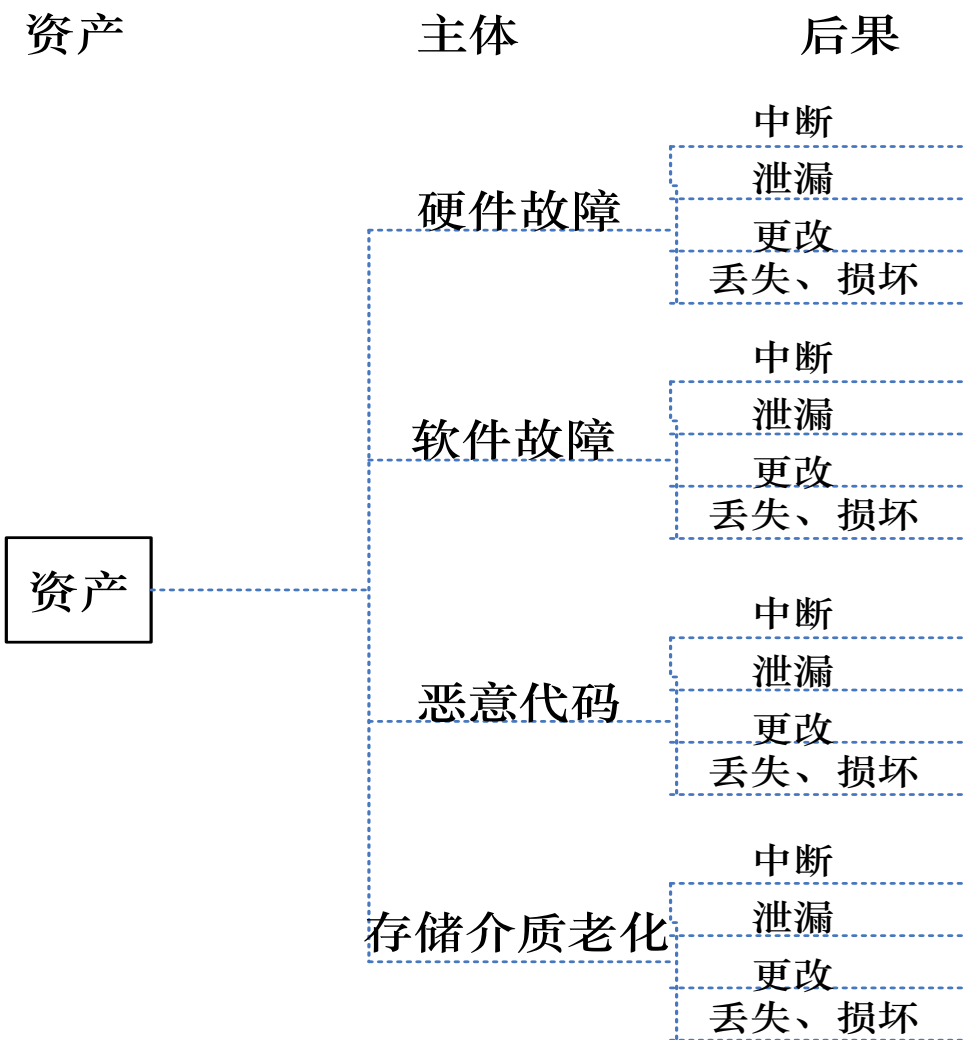 资产 主体 后果
中断
泄漏
硬件故障
更改
丢失、损坏
中断
泄漏
软件故障
更改
丢失、损坏
资产
中断
泄漏
恶意代码
更改
丢失、损坏
中断
泄漏
存储介质老化
更改
丢失、损坏